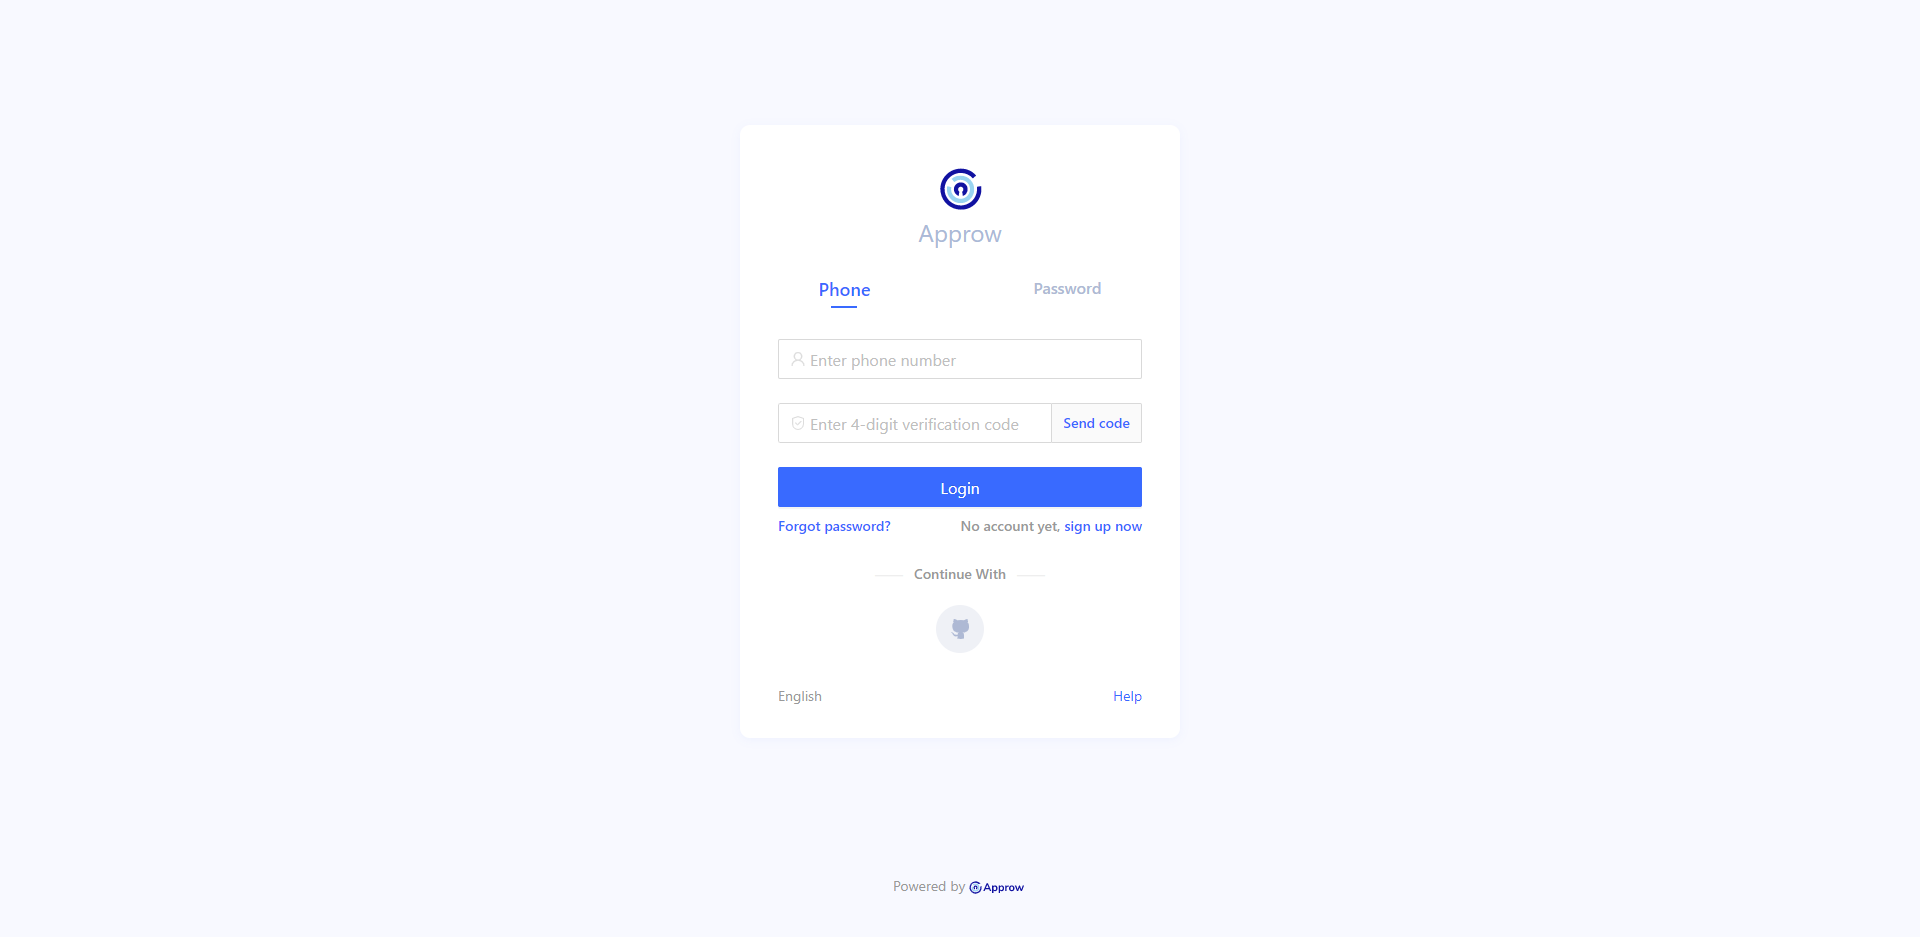 Approw
Phone
Password
Enter phone number
Enter 4-digit verification code
Send code
Login
Forgot password?
No account yet, sign up now
Continue With
English
Help
Powered by Approw